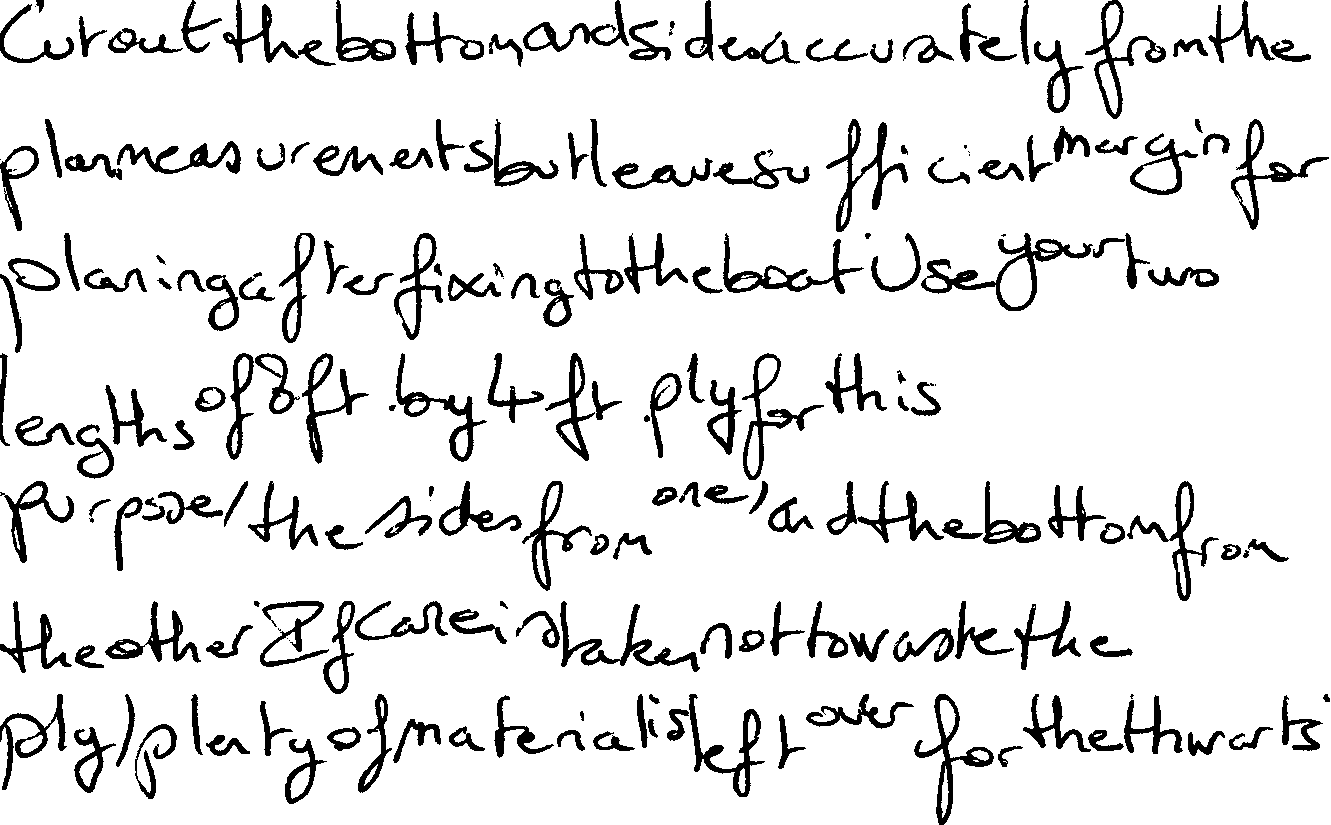 Cut out the bottom and sides accurately from the
plan measurements but leave sufficient margin for
planing after fixing to the boat. Use your two
lengths of 8 ft. by 4 ft. ply for this
purpose, the sides from one, and the bottom from
the other. If care is taken not to waste the
ply, plenty of material is left over for the thwarts.